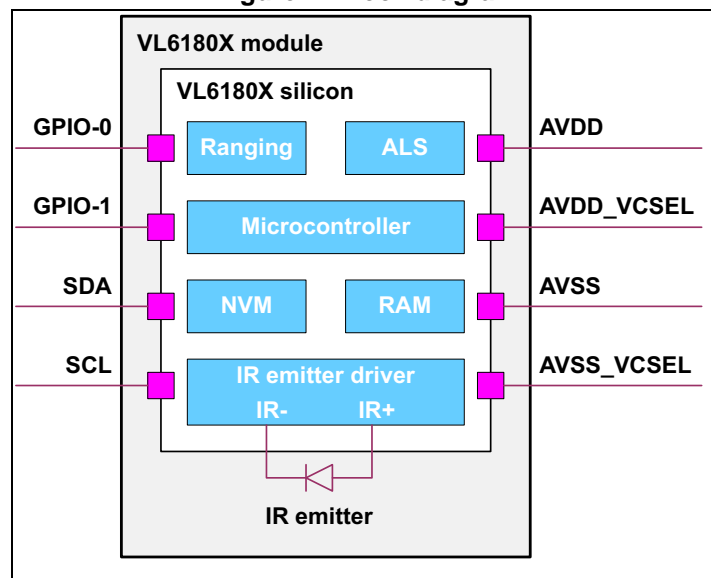 VL6180X module
VL6180X silicon
GPIO-0
Ranging
ALS
AVDD
GPIO-1
Microcontroller
AVDD_VCSEL
SDA
NVM
RAM
AVSS
SCL
IR emitter driver
AVSS_VCSEL
IR-
IR+
IR emitter